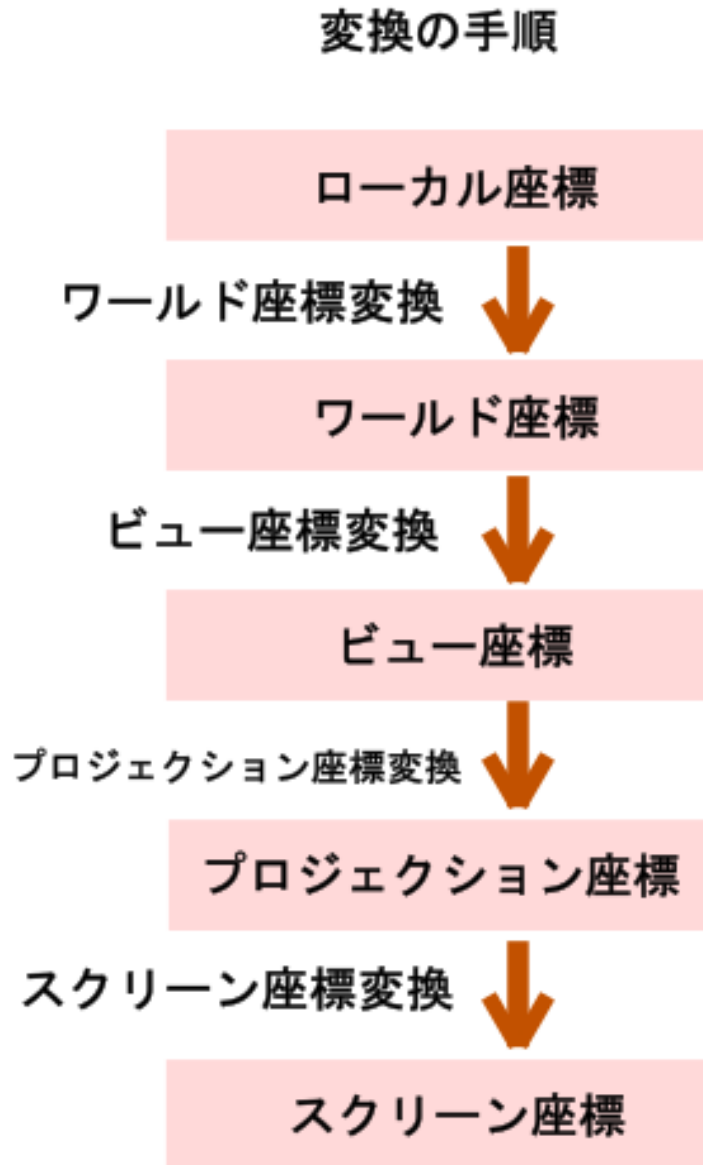 変換の手順
ローカル座標
ワールド座標変換
ワールド座標
ビュー座標変換
ビュー座標
プロジェクション座標変換
プロジェクション座標
スクリーン座標変換
スクリーン座標